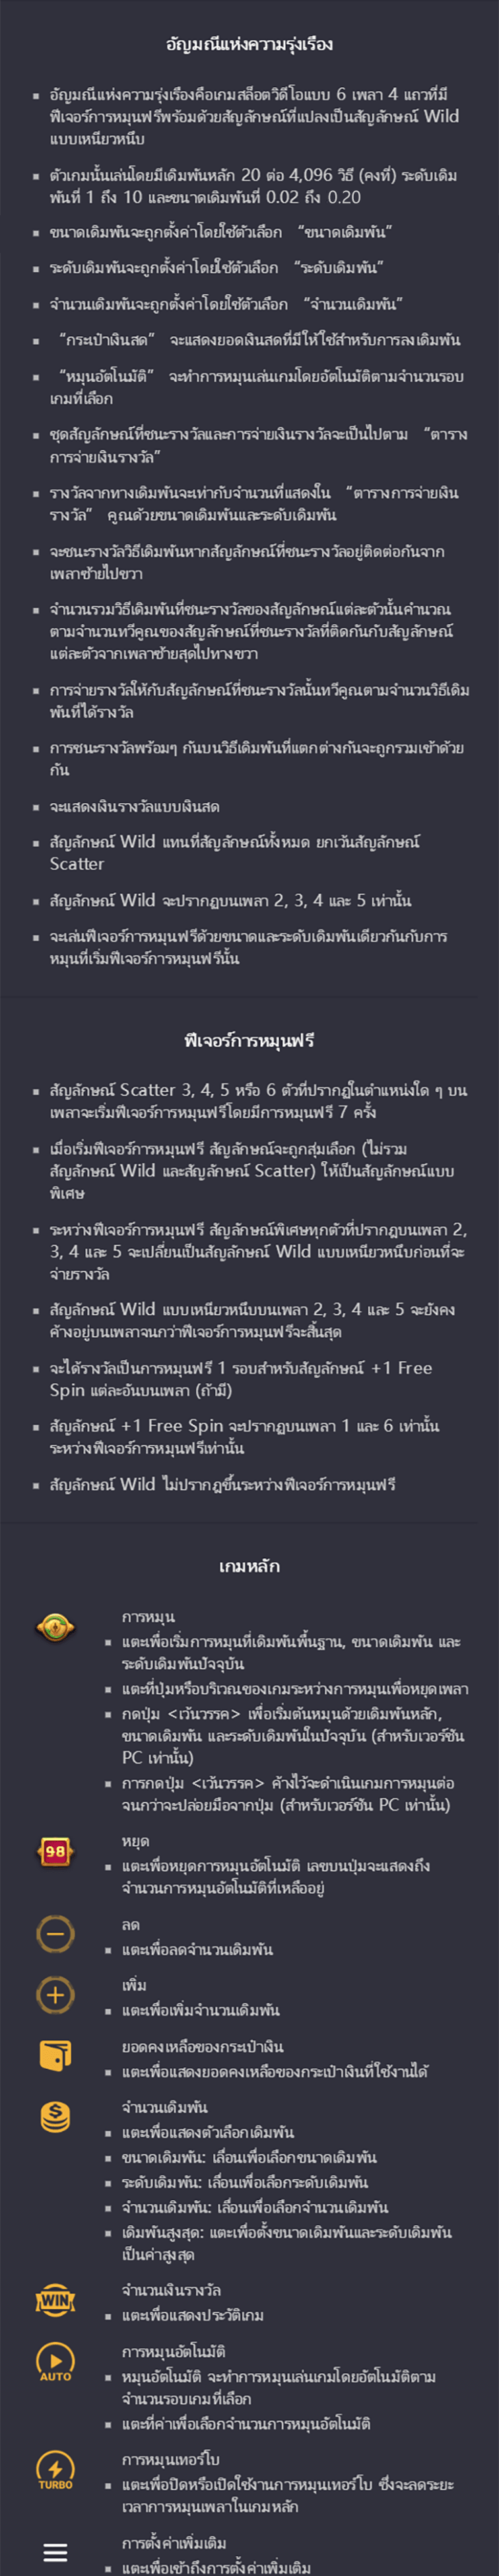 อัญมณีแห่งความรุ่งเรือง
อัญมณีแห่งความรุ่งเรืองคือเกมสล็อตวิดีโอแบบ 6 เพลา 4 แถวที่มี
ฟีเจอร์การหมุนฟรีพร้อมด้วยสัญลักษณ์ที่แปลงเป็นสัญลักษณ์ Wild
แบบเหนียวหนึบ
ตัวเกมนั้นเล่นโดยมีเดิมพันหลัก 20 ต่อ 4,096 วิธี (คงที่) ระดับเดิม
พันที่ 1 ถึง 10 และขนาดเดิมพันที่ 0.02 ถึง 0.20
ขนาดเดิมพันจะถูกตั้งค่าโดยใช้ตัวเลือก “ขนาดเดิมพัน”
ระดับเดิมพันจะถูกตั้งค่าโดยใช้ตัวเลือก “ระดับเดิมพัน”
จำนวนเดิมพันจะถูกตั้งค่าโดยใช้ตัวเลือก “จำนวนเดิมพัน”
“กระเป๋าเงินสด” จะแสดงยอดเงินสดที่มีให้ใช้สำหรับการลงเดิมพัน
“หมุนอัตโนมัติ” จะทำการหมุนเล่นเกมโดยอัตโนมัติตามจำนวนรอบ
เกมที่เลือก
ชุดสัญลักษณ์ที่ชนะรางวัลและการจ่ายเงินรางวัลจะเป็นไปตาม “ตาราง
การจ่ายเงินรางวัล”
รางวัลจากทางเดิมพันจะเท่ากับจำนวนที่แสดงใน “ตารางการจ่ายเงิน
รางวัล” คูณด้วยขนาดเดิมพันและระดับเดิมพัน
จะชนะรางวัลวิธีเดิมพันหากสัญลักษณ์ที่ชนะรางวัลอยู่ติดต่อกันจาก
เพลาซ้ายไปขวา
จำนวนรวมวิธีเดิมพันที่ชนะรางวัลของสัญลักษณ์แต่ละตัวนั้นคำนวณ
ตามจำนวนทวีคูณของสัญลักษณ์ที่ชนะรางวัลที่ติดกันกับสัญลักษณ์
แต่ละตัวจากเพลาซ้ายสุดไปทางขวา
การจ่ายรางวัลให้กับสัญลักษณ์ที่ชนะรางวัลนั้นทวีคูณตามจำนวนวิธีเดิม
พันที่ได้รางวัล
การชนะรางวัลพร้อมๆ กันบนวิธีเดิมพันที่แตกต่างกันจะถูกรวมเข้าด้วย
กัน
จะแสดงเงินรางวัลแบบเงินสด
สัญลักษณ์ Wild แทนที่สัญลักษณ์ทั้งหมด ยกเว้นสัญลักษณ์
Scatter
สัญลักษณ์ Wild จะปรากฏบนเพลา 2, 3, 4 และ 5 เท่านั้น
จะเล่นฟีเจอร์การหมุนฟรีด้วยขนาดและระดับเดิมพันเดียวกันกับการ
หมุนที่เริ่มฟีเจอร์การหมุนฟรีนั้น
ฟีเจอร์การหมุนฟรี
สัญลักษณ์ Scatter 3, 4, 5 หรือ 6 ตัวที่ปรากฏในตำแหน่งใด ๆ บน
เพลาจะเริ่มฟีเจอร์การหมุนฟรีโดยมีการหมุนฟรี 7 ครั้ง
เมื่อเริ่มฟีเจอร์การหมุนฟรี สัญลักษณ์จะถูกสุ่มเลือก (ไม่รวม
สัญลักษณ์ Wild และสัญลักษณ์ Scatter) ให้เป็นสัญลักษณ์แบบ
พิเศษ
ระหว่างฟีเจอร์การหมุนฟรี สัญลักษณ์พิเศษทุกตัวที่ปรากฏบนเพลา 2,
3, 4 และ 5 จะเปลี่ยนเป็นสัญลักษณ์ Wild แบบเหนียวหนึบก่อนที่จะ
จ่ายรางวัล
สัญลักษณ์ Wild แบบเหนียวหนึบบนเพลา 2, 3, 4 และ 5 จะยังคง
ค้างอยู่บนเพลาจนกว่าฟีเจอร์การหมุนฟรีจะสิ้นสุด
จะได้รางวัลเป็นการหมุนฟรี 1 รอบสำหรับสัญลักษณ์ +1 Free
Spin แต่ละอันบนเพลา (ถ้ามี)
สัญลักษณ์ +1 Free Spin จะปรากฏบนเพลา 1 และ 6 เท่านั้น
ระหว่างฟีเจอร์การหมุนฟรีเท่านั้น
สัญลักษณ์ Wild ไม่ปรากฏขึ้นระหว่างฟีเจอร์การหมุนฟรี
เกมหลัก
การหมุน
แตะเพื่อเริ่มการหมุนที่เดิมพันพื้นฐาน, ขนาดเดิมพัน และ
ระดับเดิมพันปัจจุบัน
แตะที่ปุ่มหรือบริเวณของเกมระหว่างการหมุนเพื่อหยุดเพลา
กดปุ่ม <เว้นวรรค> เพื่อเริ่มต้นหมุนด้วยเดิมพันหลัก,
ขนาดเดิมพัน และระดับเดิมพันในปัจจุบัน (สำหรับเวอร์ชัน
PC เท่านั้น)
การกดปุ่ม <เว้นวรรค> ค้างไว้จะดำเนินเกมการหมุนต่อ
จนกว่าจะปล่อยมือจากปุ่ม (สำหรับเวอร์ชัน PC เท่านั้น)
98
หยุด
แตะเพื่อหยุดการหมุนอัตโนมัติ เลขบนปุ่มจะแสดงถึง
จำนวนการหมุนอัตโนมัติที่เหลืออยู่
ลด
แตะเพื่อลดจำนวนเดิมพัน
เพิ่ม
แตะเพื่อเพิ่มจำนวนเดิมพัน
ยอดคงเหลือของกระเป๋าเงิน
แตะเพื่อแสดงยอดคงเหลือของกระเป๋าเงินที่ใช้งานได้
จำนวนเดิมพัน
แตะเพื่อแสดงตัวเลือกเดิมพัน
ขนาดเดิมพัน: เลื่อนเพื่อเลือกขนาดเดิมพัน
ระดับเดิมพัน: เลื่อนเพื่อเลือกระดับเดิมพัน
จำนวนเดิมพัน: เลื่อนเพื่อเลือกจำนวนเดิมพัน
เดิมพันสูงสุด: แตะเพื่อตั้งขนาดเดิมพันและระดับเดิมพัน
เป็นค่าสูงสุด
WIN
จำนวนเงินรางวัล
แตะเพื่อแสดงประวัติเกม
AUTO
การหมุนอัตโนมัติ
หมุนอัตโนมัติ จะทำการหมุนเล่นเกมโดยอัตโนมัติตาม
จำนวนรอบเกมที่เลือก
แตะที่ค่าเพื่อเลือกจำนวนการหมุนอัตโนมัติ
TURBO
การหมุนเทอร์โบ
แตะเพื่อปิดหรือเปิดใช้งานการหมุนเทอร์โบ ซึ่งจะลดระยะ
เวลาการหมุนเพลาในเกมหลัก
การตั้งค่าเพิ่มเติม
แตะเพื่อเข้าถึงการตั้งค่าเพิ่มเติม